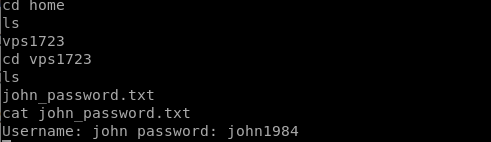 cd home
ls
vps1723
cd vps1723
ls
john_password.txt
cat john_password.txt
Username: john password: john1984